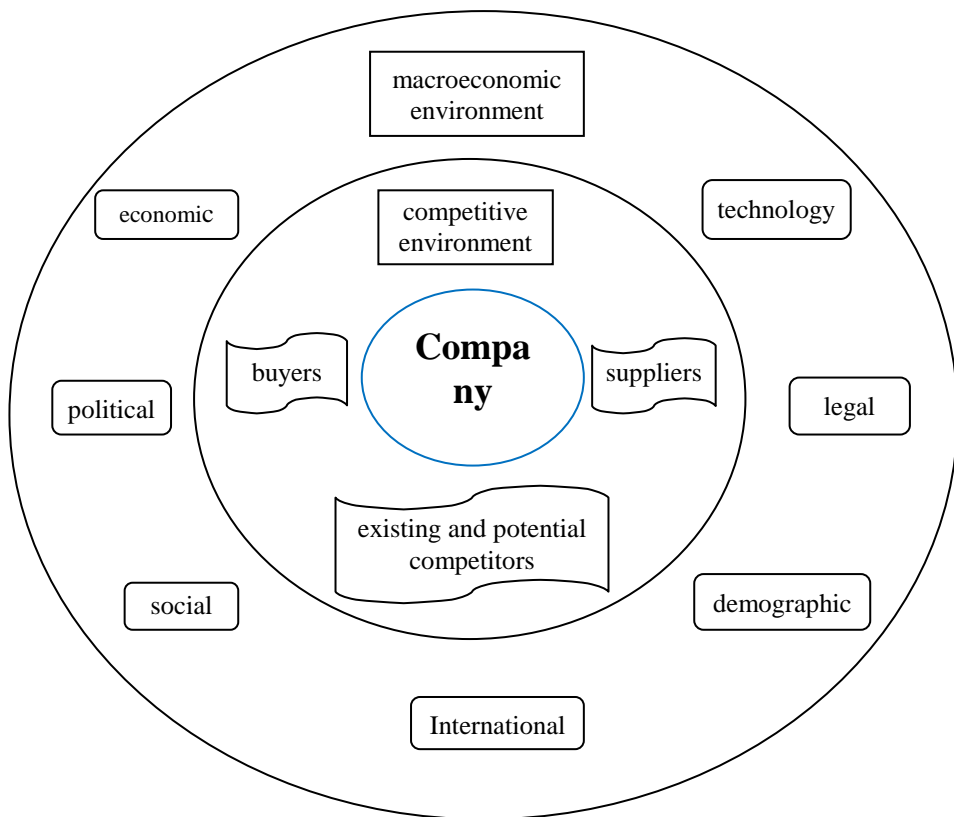 macroeconomic
environment
economic
technology
competitive
environment
Compa
ny
buyers
suppliers
political
legal
existing and potential
competitors
social
demographic
International